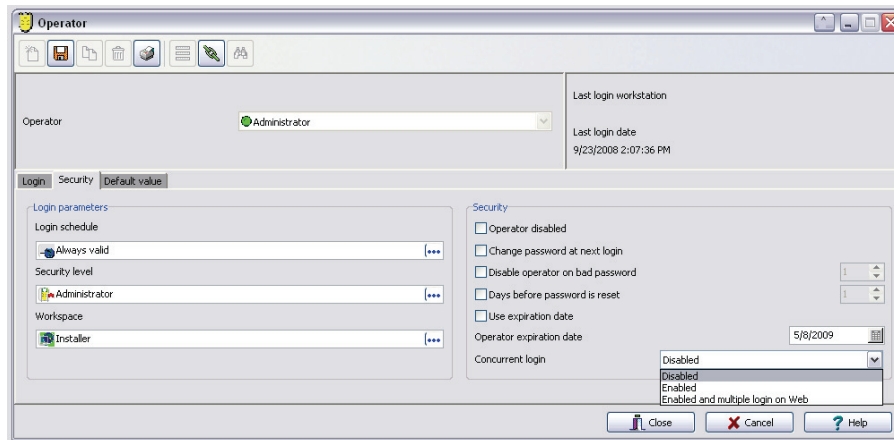 Operator
Last login workstation
Operator
Administrator
Last login date
9/23/2008 2:07:36 PM
Login
Security
Default value
Login parameters
Login schedule
Always valid
Security level
Administrator
Workspace
Installer
Security
Operator disabled
Change password at next login
Disable operator on bad password
1
Days before password is reset
1
Use expiration date
Operator expiration date
5/8/2009
Concurrent login
Disabled
Disabled
Enabled
Enabled and multiple login on Web
Close
Cancel
Help